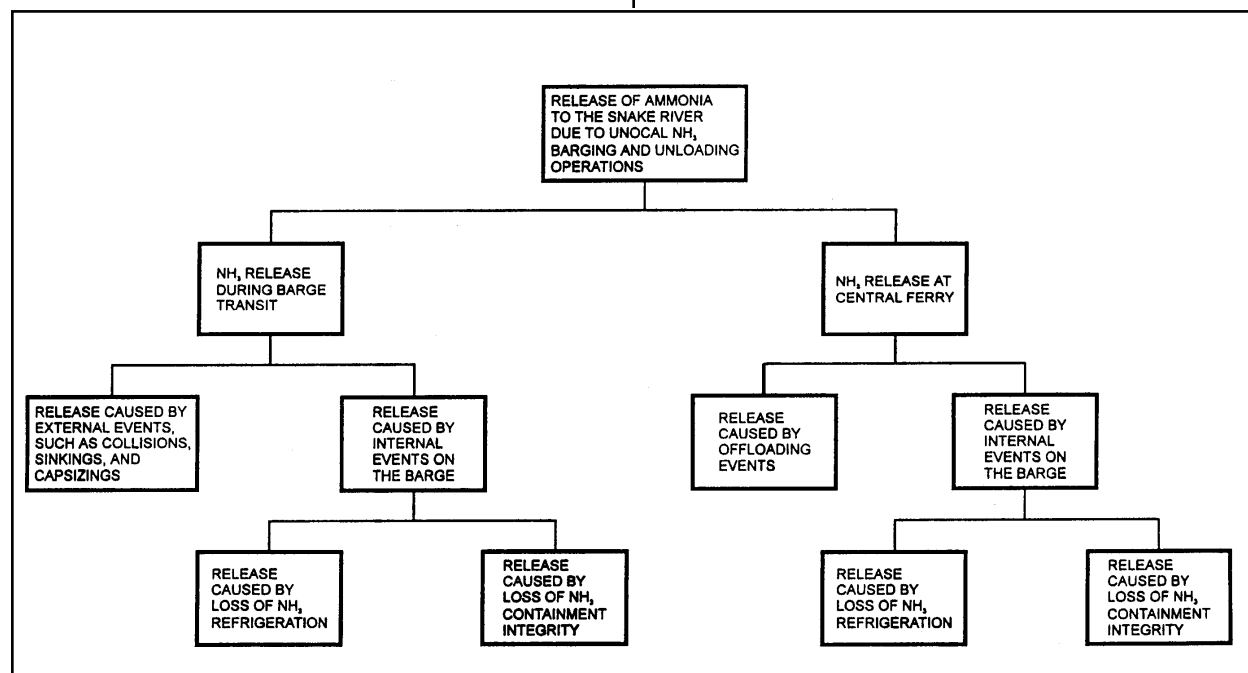 RELEASE OF AMMONIA
TO THE SNAKE RIVER
DUE TO UNOCAL NH₃
BARGING AND UNLOADING
OPERATIONS
NH₃ RELEASE
DURING BARGE
TRANSIT
NH₃ RELEASE AT
CENTRAL FERRY
RELEASE CAUSED BY
EXTERNAL EVENTS,
SUCH AS COLLISIONS,
SINKINGS, AND
CAPSIZINGS
RELEASE
CAUSED BY
INTERNAL
EVENTS ON
THE BARGE
RELEASE
CAUSED BY
OFFLOADING
EVENTS
RELEASE
CAUSED BY
INTERNAL
EVENTS ON
THE BARGE
RELEASE
CAUSED BY
LOSS OF NH₃
REFRIGERATION
RELEASE
CAUSED BY
LOSS OF NH₃
CONTAINMENT
INTEGRITY
RELEASE
CAUSED BY
LOSS OF NH₃
REFRIGERATION
RELEASE
CAUSED BY
LOSS OF NH₃
CONTAINMENT
INTEGRITY